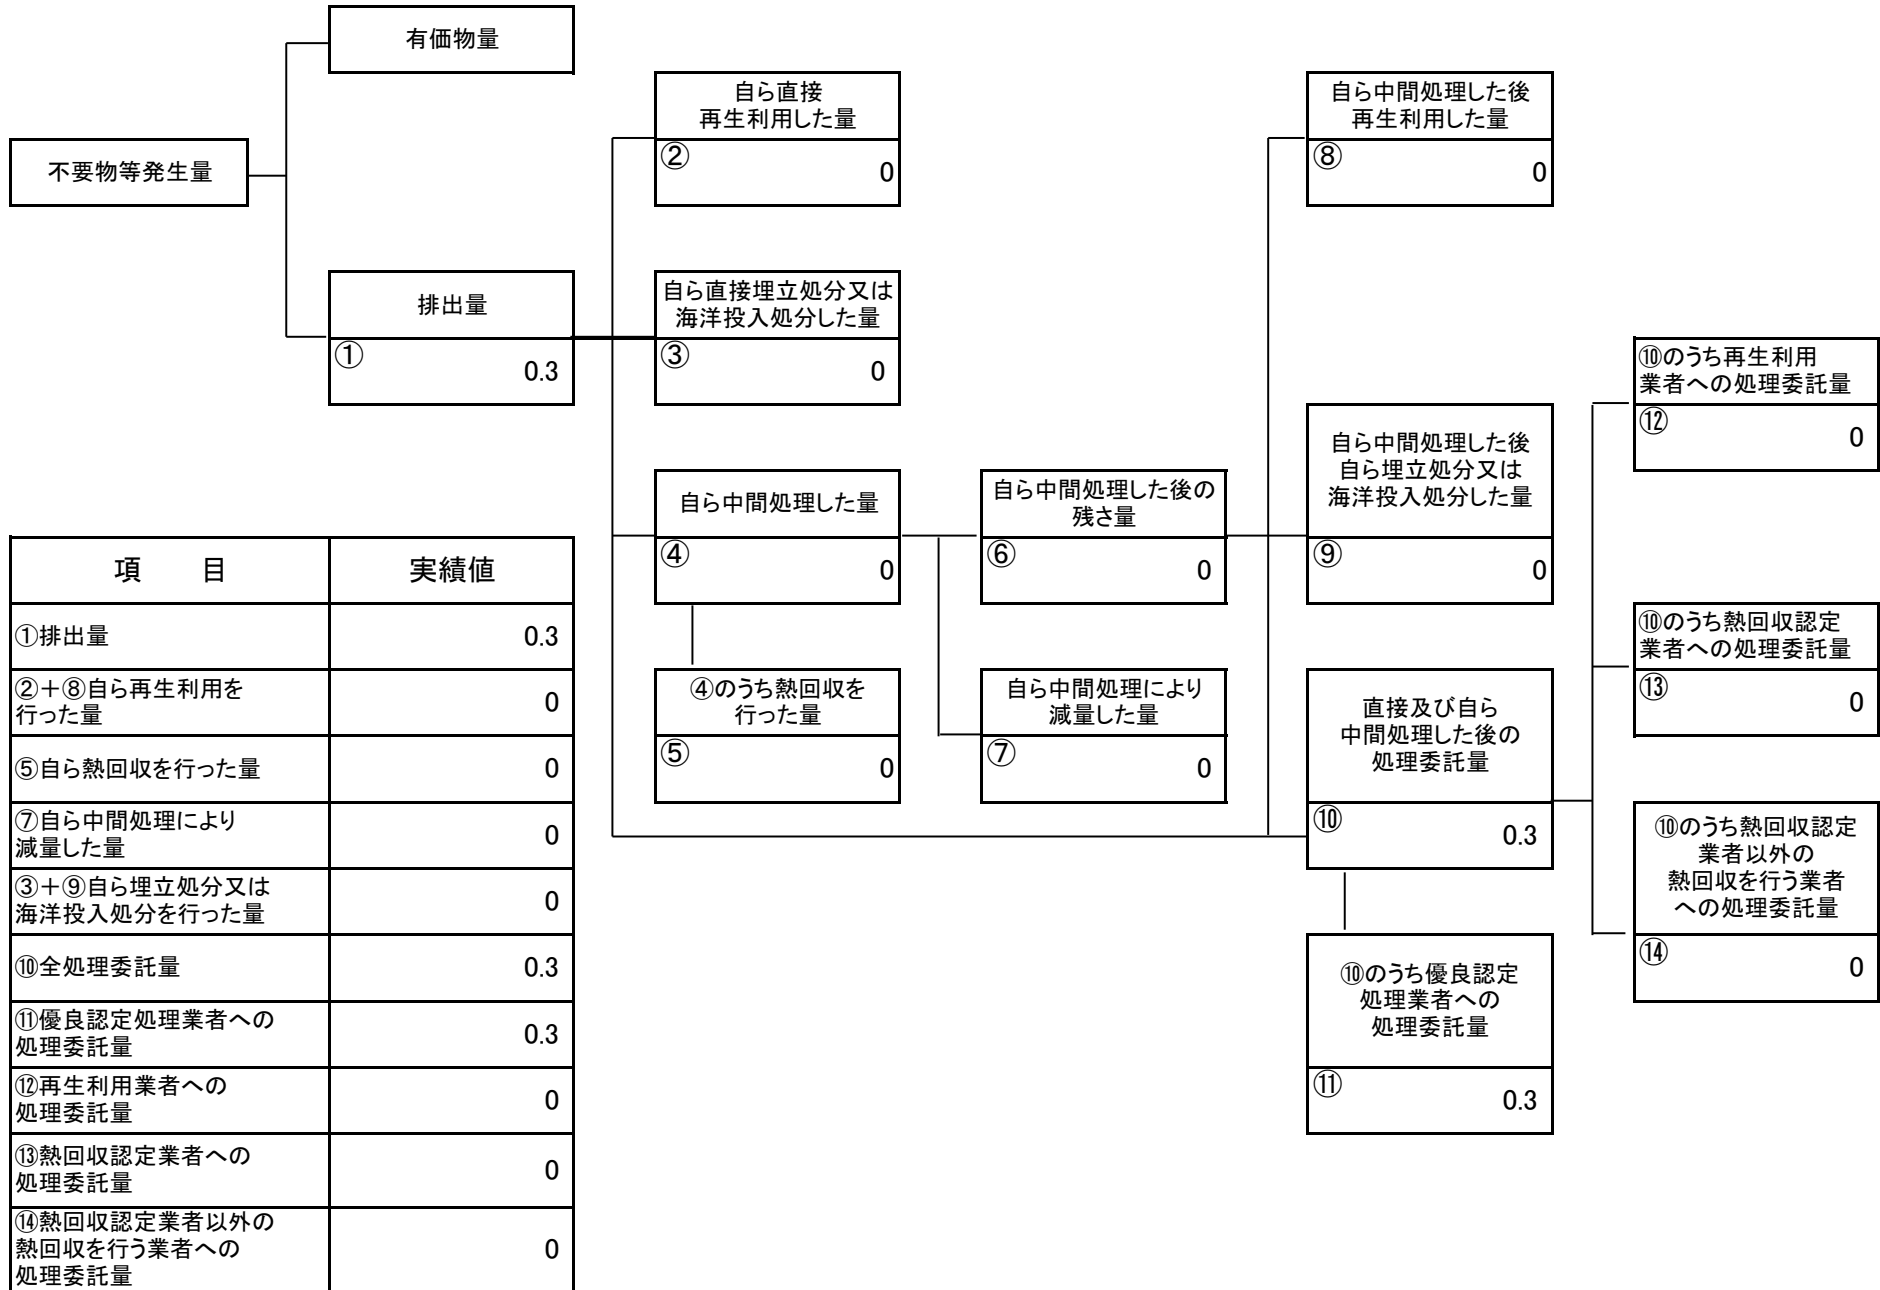 有価物量
不要物等発生量
排出量
①
0.3
自ら直接
再生利用した量
②
0
自ら直接埋立処分又は
海洋投入処分した量
③
0
自ら中間処理した量
④
0
④のうち熱回収を
行った量
⑤
0
自ら中間処理した後の
残さ量
⑥
0
自ら中間処理により
減量した量
⑦
0
自ら中間処理した後
再生利用した量
⑧
0
自ら中間処理した後
自ら埋立処分又は
海洋投入処分した量
⑨
0
直接及び自ら
中間処理した後の
処理委託量
⑩
0.3
⑩のうち優良認定
処理業者への
処理委託量
⑪
0.3
⑩のうち再生利用
業者への処理委託量
⑫
0
⑩のうち熱回収認定
業者への処理委託量
⑬
0
⑩のうち熱回収認定
業者以外の
熱回収を行う業者
への処理委託量
⑭
0
項　　目
実績値
①排出量
0.3
②＋⑧自ら再生利用を
行った量
0
⑤自ら熱回収を行った量
0
⑦自ら中間処理により
減量した量
0
③＋⑨自ら埋立処分又は
海洋投入処分を行った量
0
⑩全処理委託量
0.3
⑪優良認定処理業者への
処理委託量
0.3
⑫再生利用業者への
処理委託量
0
⑬熱回収認定業者への
処理委託量
0
⑭熱回収認定業者以外の
熱回収を行う業者への
処理委託量
0